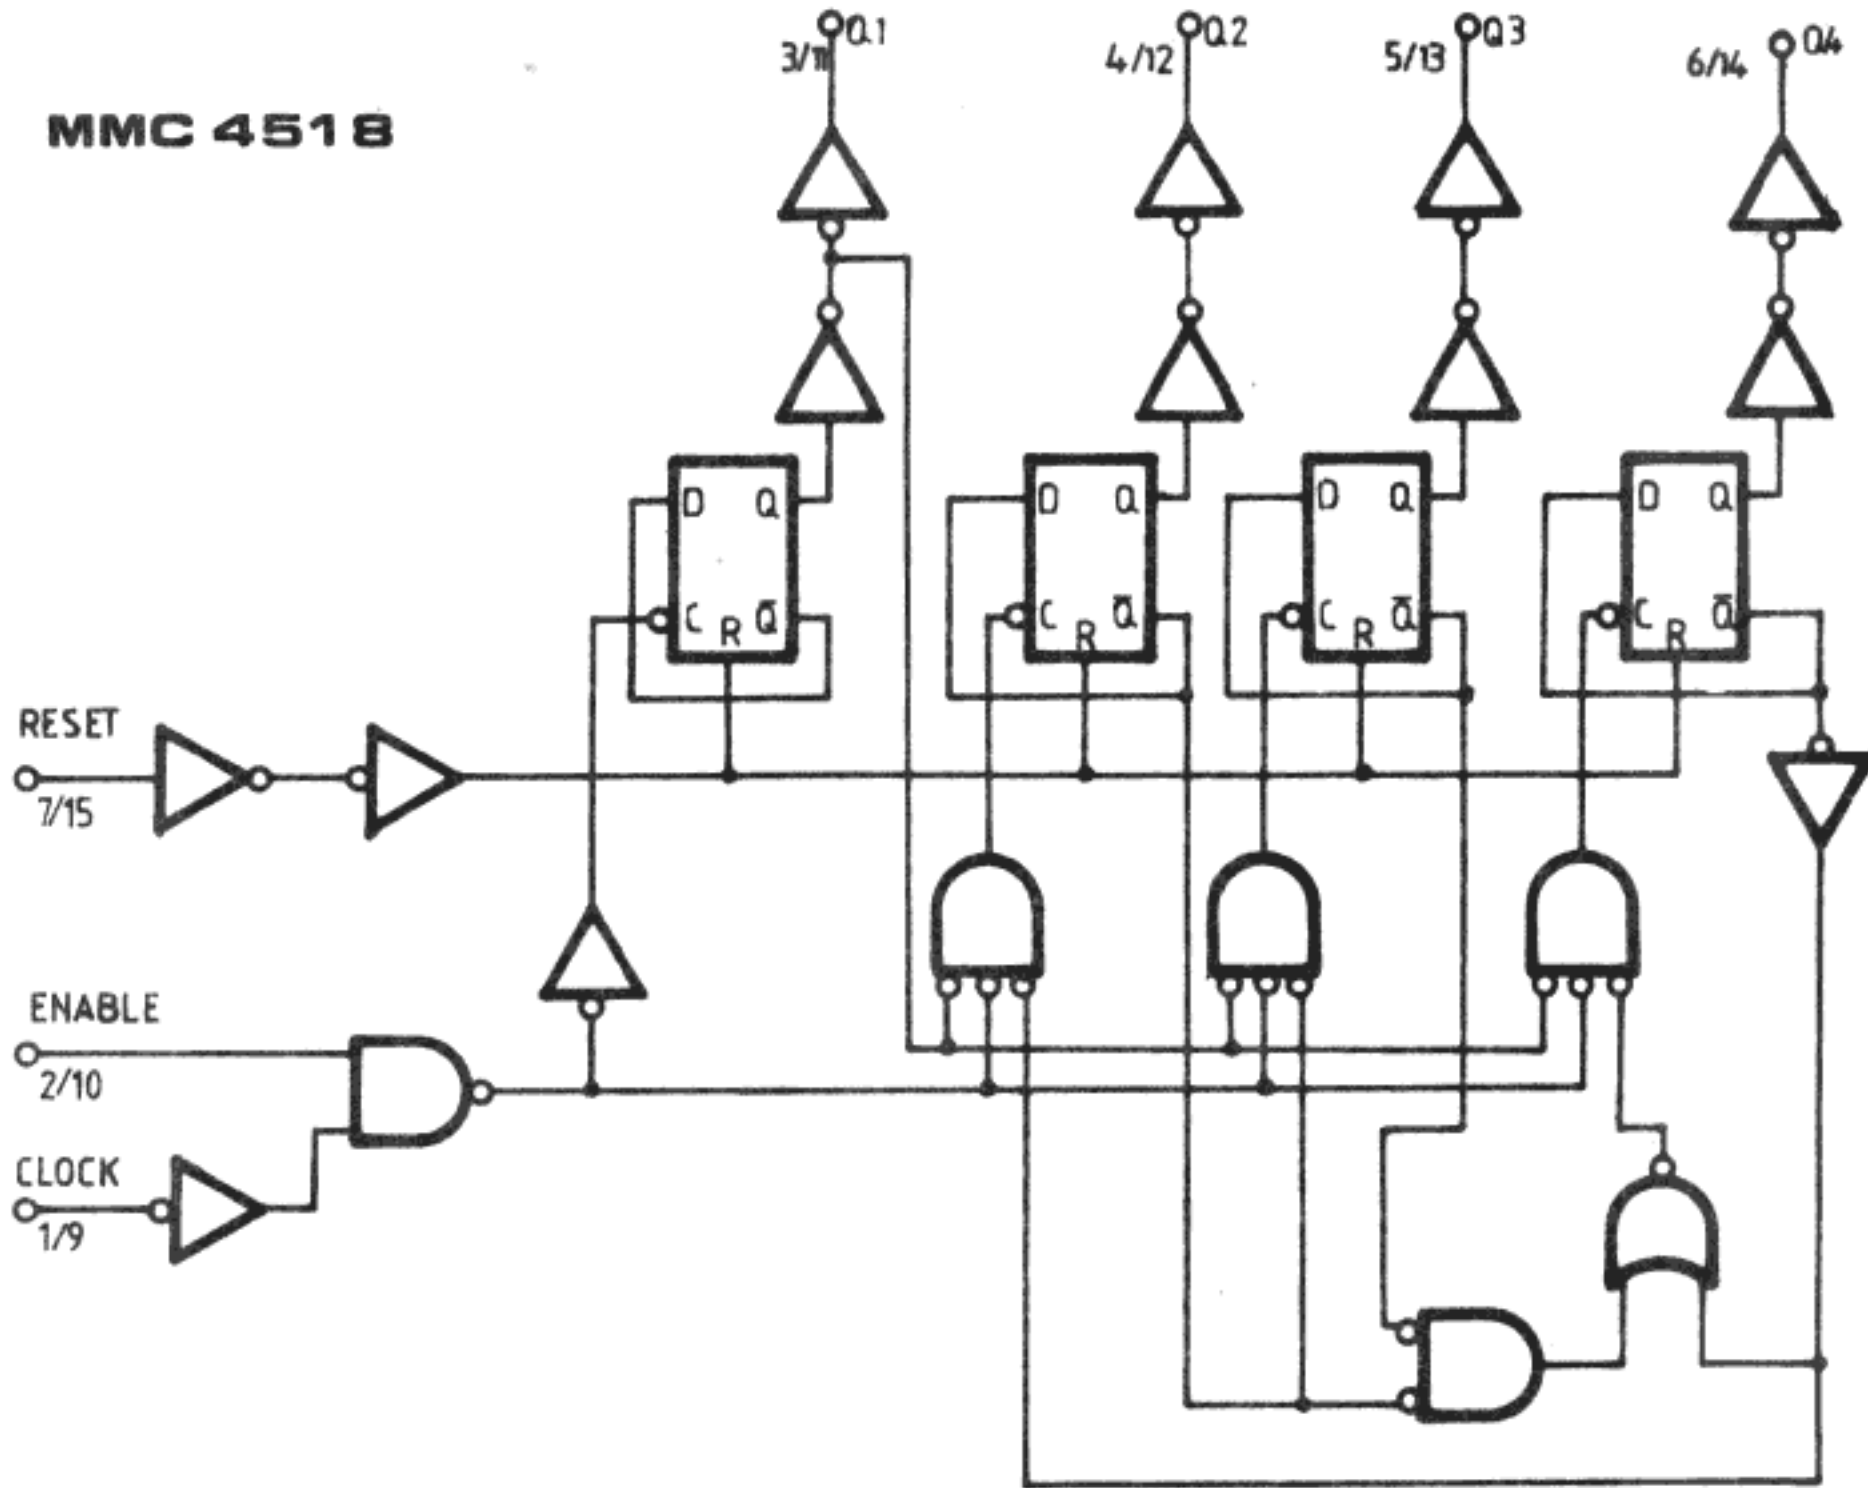 MMC 4518
Q1
3/11
Q2
4/12
Q3
5/13
Q4
6/14
D Q
C R Q̅
D Q
C R Q̅
D Q
C R Q̅
D Q
C R Q̅
RESET
7/15
ENABLE
2/10
CLOCK
1/9